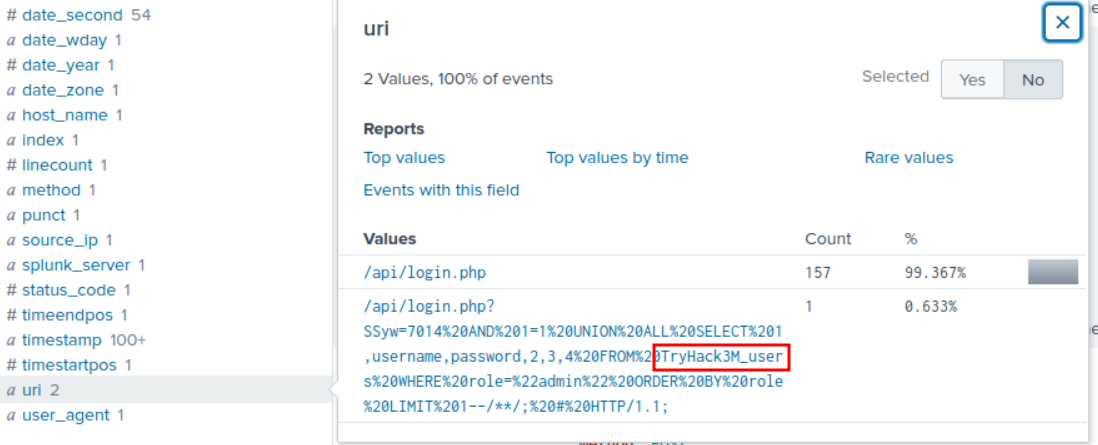 # date_second 54
a date_wday 1
# date_year 1
a date_zone 1
a host_name 1
a index 1
# linecount 1
a method 1
a punct 1
a source_ip 1
a splunk_server 1
# status_code 1
# timeendpos 1
a timestamp 100+
# timestartpos 1
a uri 2
a user_agent 1
uri
2 Values, 100% of events
Selected Yes No
Reports
Top values Top values by time Rare values
Events with this field
Values Count %
/api/login.php 157 99.367%
/api/login.php? 1 0.633%
SSyw=7014%20AND%201=1%20UNION%20ALL%20SELECT%201
,username,password,2,3,4%20FROM%20TryHack3M_user
s%20WHERE%20role=%22admin%22%20ORDER%20BY%20role
%20LIMIT%201--/**/;%20#%20HTTP/1.1;